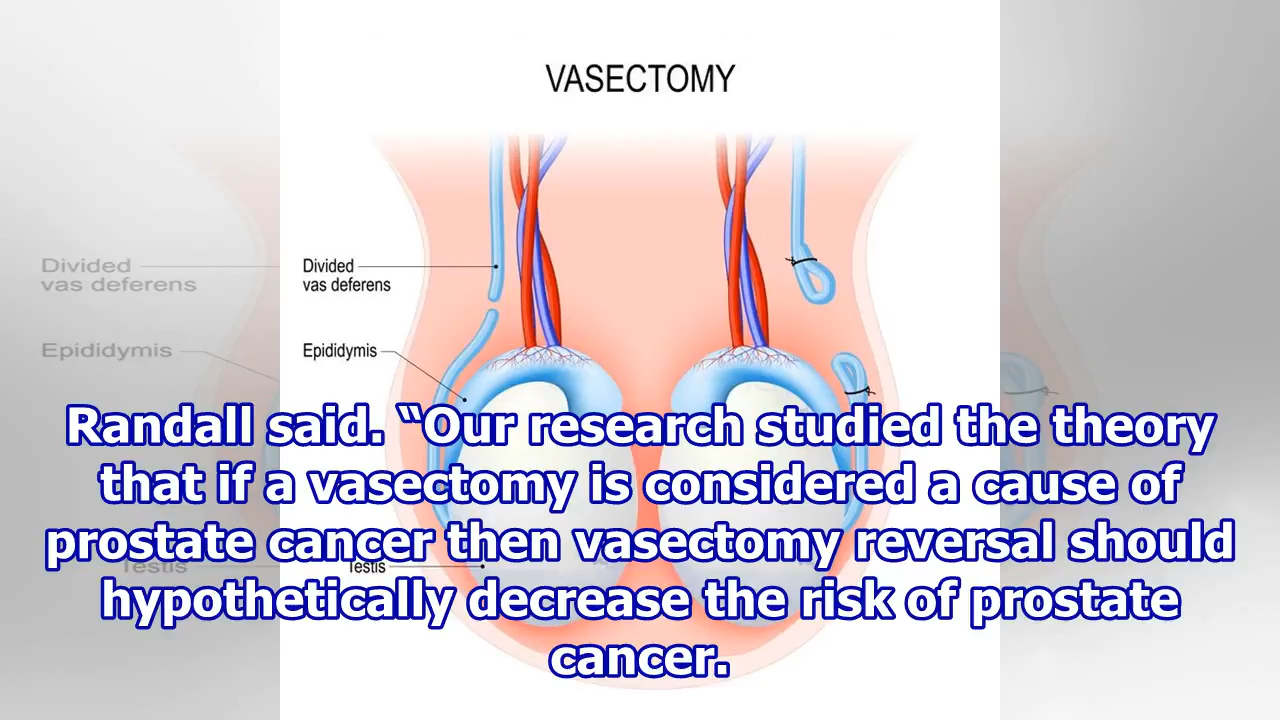 VASECTOMY
Divided
vas deferens
Divided
vas deferens
Epididymis
Epididymis
Randall said. “Our research studied the theory
that if a vasectomy is considered a cause of
prostate cancer then vasectomy reversal should
Testis
Testis
hypothetically decrease the risk of prostate
cancer.